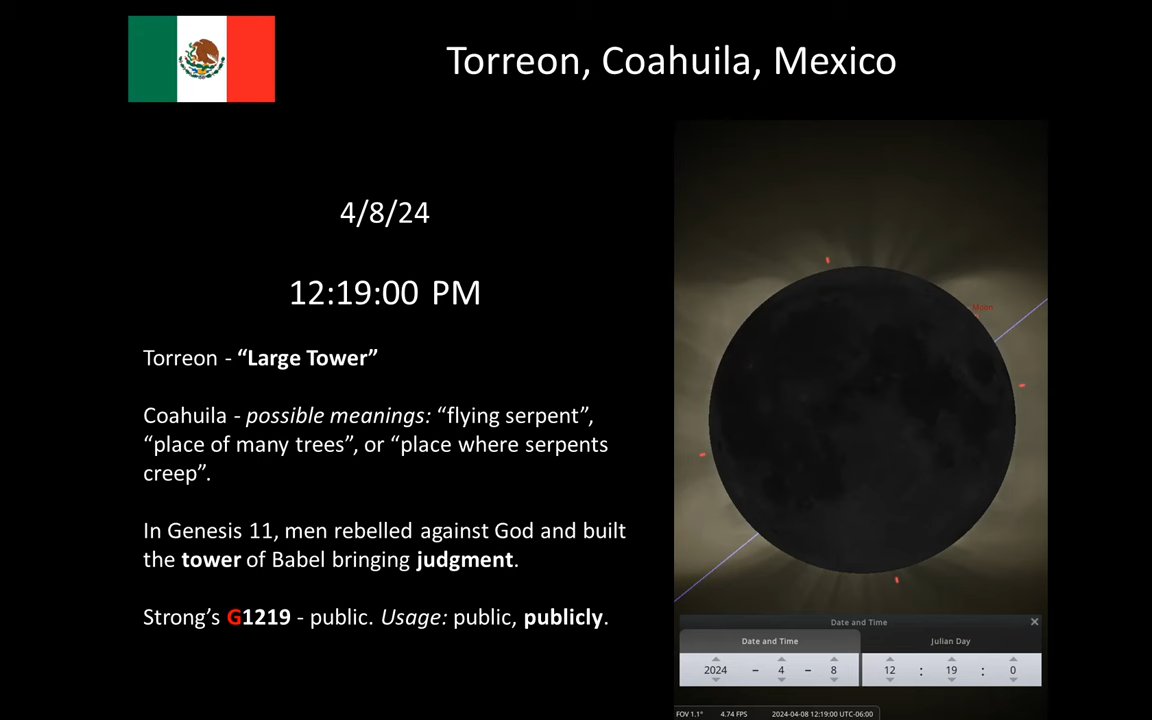 Torreon, Coahuila, Mexico
4/8/24
12:19:00 PM
Torreon - “Large Tower”
Coahuila - possible meanings: “flying serpent”,
“place of many trees”, or “place where serpents
creep”.
In Genesis 11, men rebelled against God and built
the tower of Babel bringing judgment.
Strong’s G1219 - public. Usage: public, publicly.
Moon
Date and Time
Date and Time Julian Day
2024 - 4 - 8 12 : 19 : 0
FOV 1.1° 4.74 FPS 2024-04-08 12:19:00 UTC-06:00